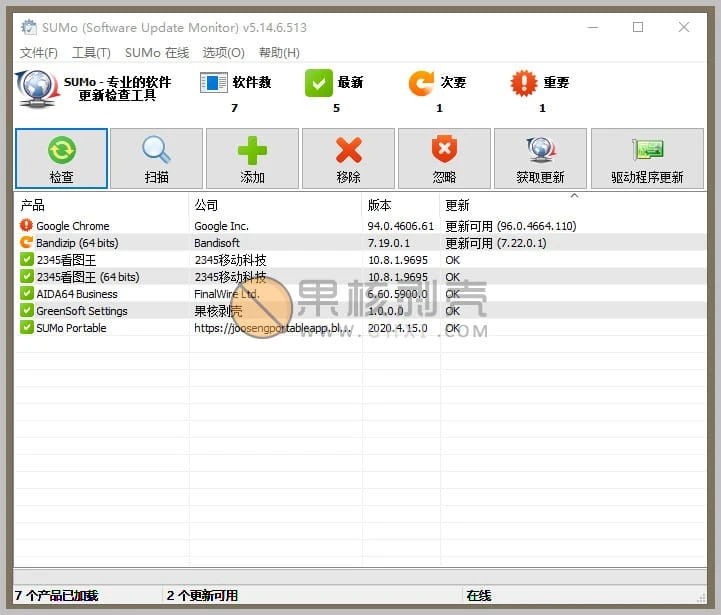 SUMo (Software Update Monitor) v5.14.6.513
文件(F) 工具(T) SUMo 在线 选项(O) 帮助(H)
SUMo - 专业的软件 更新检查工具
软件数 7
最新 5
次要 1
重要 1
检查 扫描 添加 移除 忽略 获取更新 驱动程序更新
产品 公司 版本 更新
Google Chrome Google Inc. 94.0.4606.61 更新可用 (96.0.4664.110)
Bandizip (64 bits) Bandisoft 7.19.0.1 更新可用 (7.22.0.1)
2345看图王 2345移动科技 10.8.1.9695 OK
2345看图王 (64 bits) 2345移动科技 10.8.1.9695 OK
AIDA64 Business FinalWire Ltd. 6.60.5900.0 OK
GreenSoft Settings 果核剥壳 1.0.0.0 OK
SUMo Portable https://joosengportableapp.bl... 2020.4.15.0 OK
果核剥壳
WWW.GHXI.COM
7 个产品已加载 2 个更新可用 在线